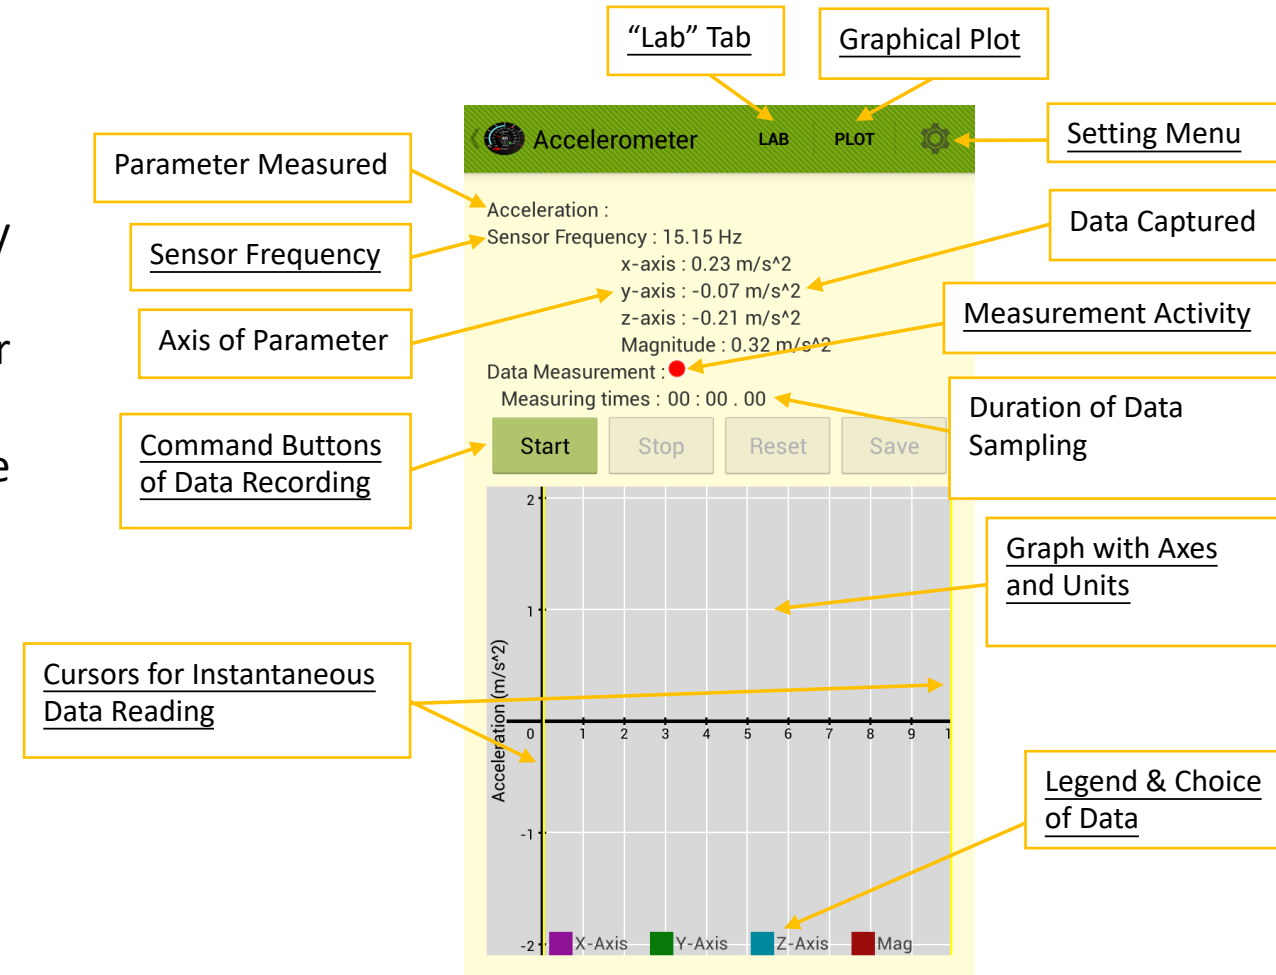 "Lab" Tab
Graphical Plot
Setting Menu
Accelerometer
LAB
PLOT
Parameter Measured
Acceleration :
Data Captured
y
Sensor Frequency
Sensor Frequency : 15.15 Hz
x-axis : 0.23 m/s^2
y-axis : -0.07 m/s^2
z-axis : -0.21 m/s^2
Magnitude : 0.32 m/s^2
Measurement Activity
Axis of Parameter
r
Data Measurement :
Measuring times : 00 : 00 . 00
Duration of Data
Sampling
Command Buttons
of Data Recording
e
Start
Stop
Reset
Save
Graph with Axes
and Units
Cursors for Instantaneous
Data Reading
Acceleration (m/s^2)
2
1
0 1 2 3 4 5 6 7 8 9 1
-1
-2
Legend & Choice
of Data
X-Axis
Y-Axis
Z-Axis
Mag